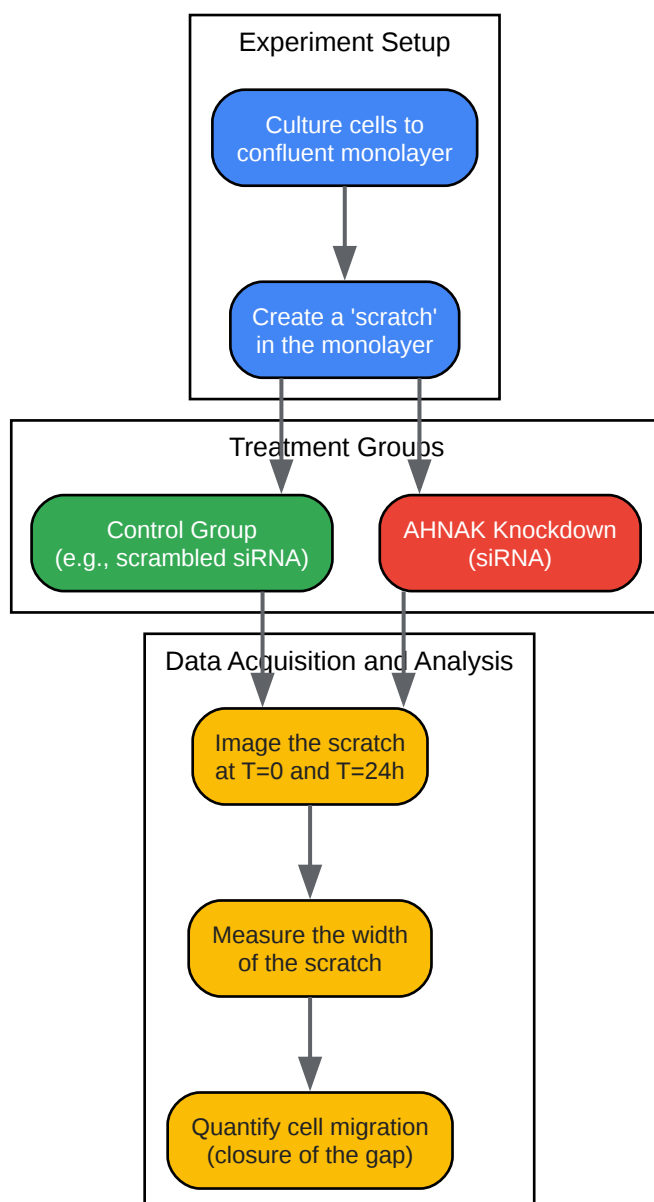 Experiment Setup
Culture cells to
confluent monolayer
Create a 'scratch'
in the monolayer
Treatment Groups
Control Group
(e.g., scrambled siRNA)
AHNAK Knockdown
(siRNA)
Data Acquisition and Analysis
Image the scratch
at T=0 and T=24h
Measure the width
of the scratch
Quantify cell migration
(closure of the gap)